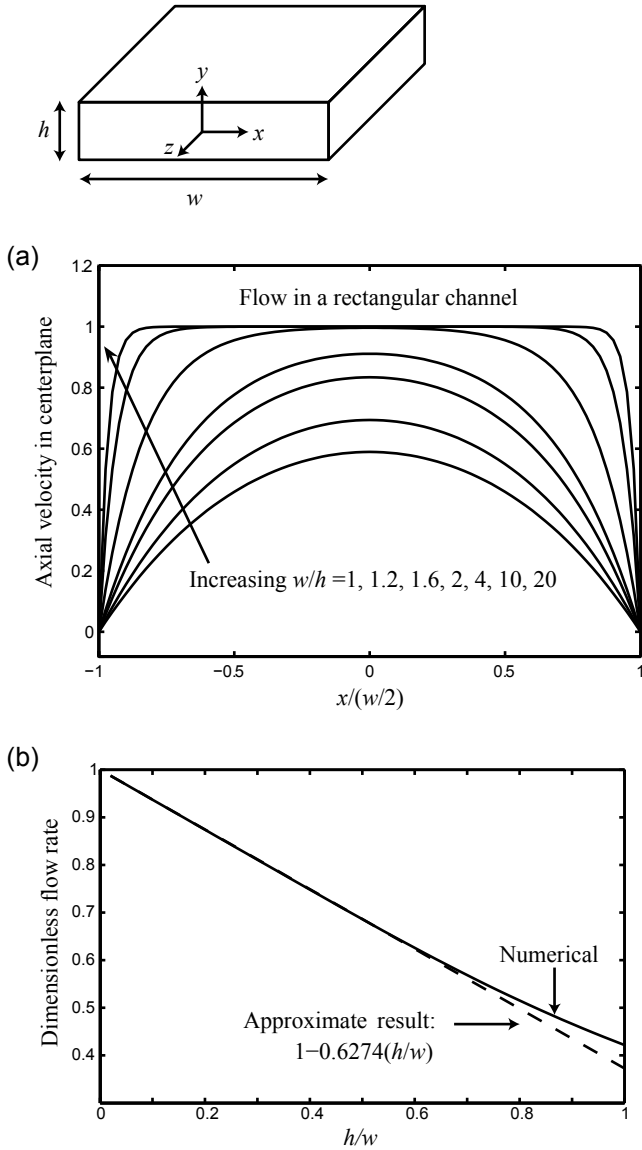 y
h
x
z
w
(a)
1.2
1
0.8
0.6
0.4
0.2
0
Axial velocity in centerplane
Flow in a rectangular channel
Increasing w/h =1, 1.2, 1.6, 2, 4, 10, 20
−1 −0.5 0 0.5 1
x/(w/2)
(b)
1
0.9
0.8
0.7
0.6
0.5
0.4
Dimensionless flow rate
Numerical
Approximate result:
1−0.6274(h/w)
0 0.2 0.4 0.6 0.8 1
h/w